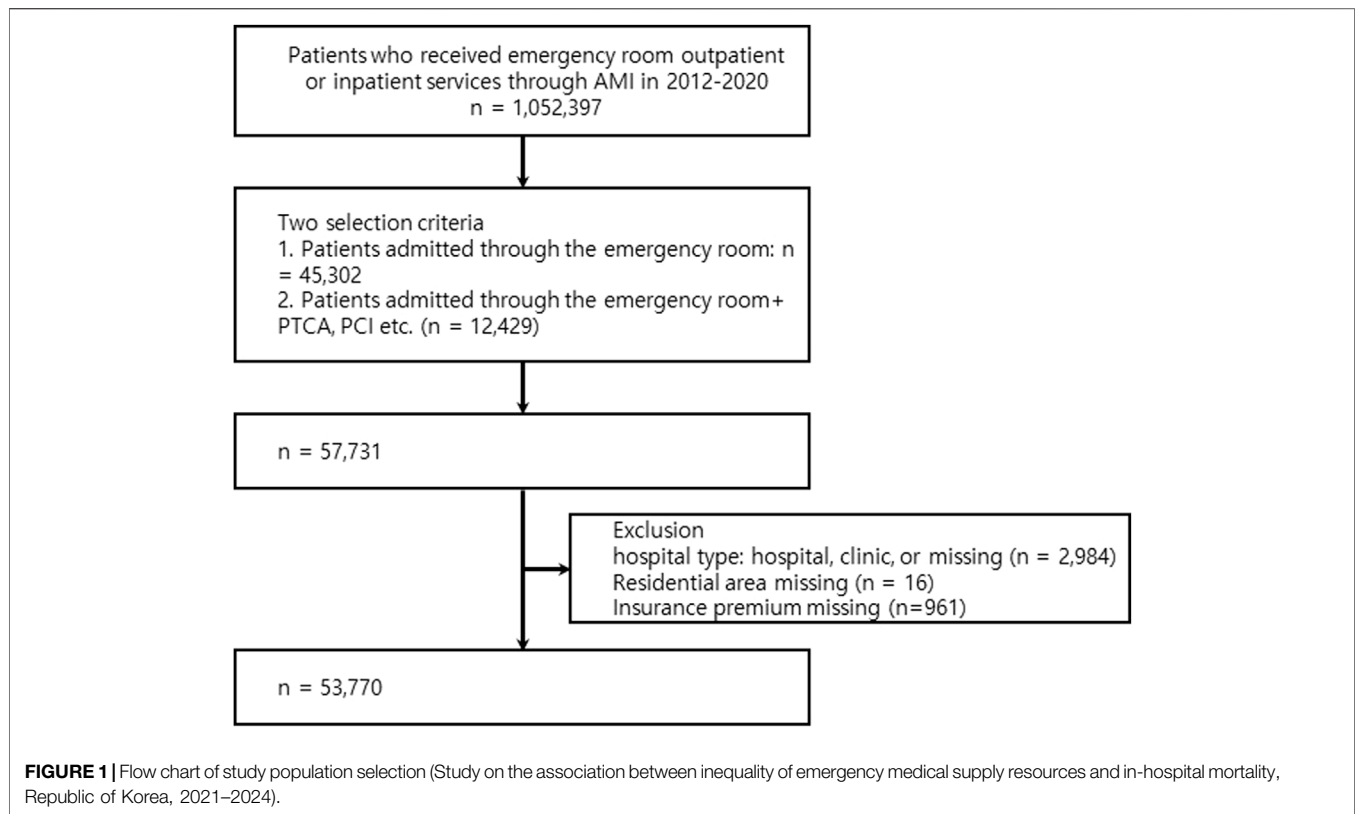 Patients who received emergency room outpatient
or inpatient services through AMI in 2012-2020
n = 1,052,397
Two selection criteria
1. Patients admitted through the emergency room: n
= 45,302
2. Patients admitted through the emergency room+
PTCA, PCI etc. (n = 12,429)
n = 57,731
Exclusion
hospital type: hospital, clinic, or missing (n = 2,984)
Residential area missing (n = 16)
Insurance premium missing (n=961)
n = 53,770
FIGURE 1 | Flow chart of study population selection (Study on the association between inequality of emergency medical supply resources and in-hospital mortality,
Republic of Korea, 2021–2024).